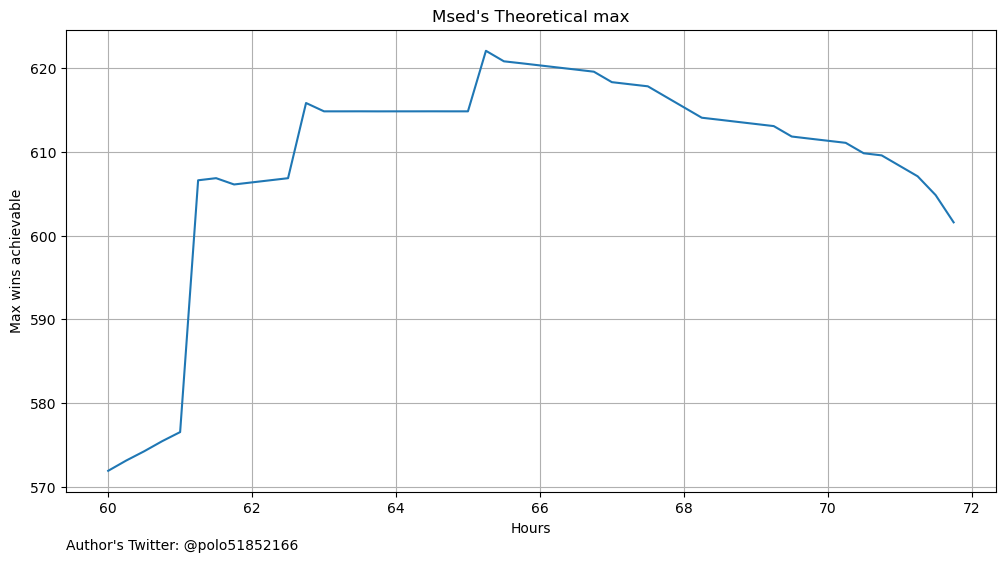 Msed's Theoretical max
Max wins achievable
620
610
600
590
580
570
60 62 64 66 68 70 72
Hours
Author's Twitter: @polo51852166